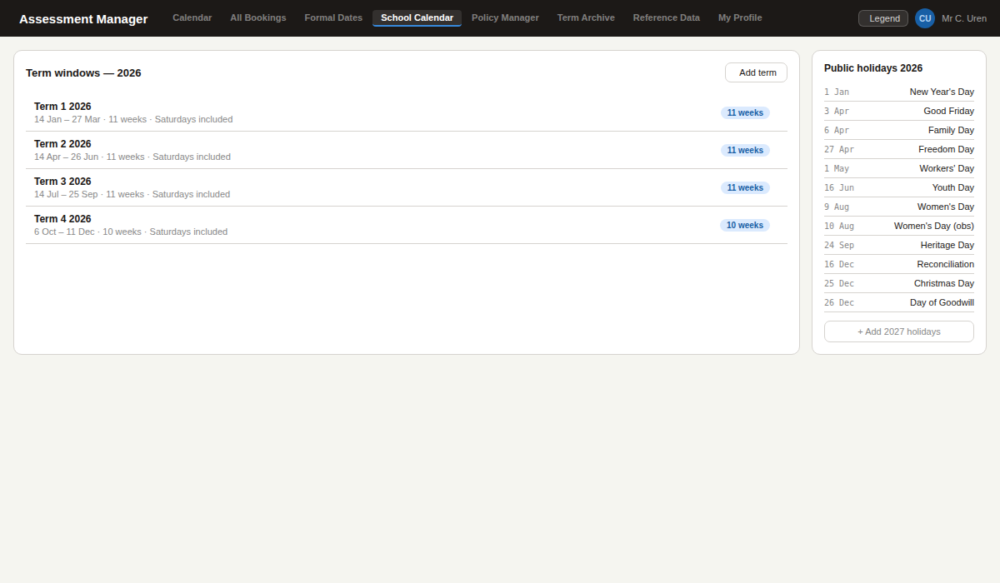 Assessment Manager
Calendar
All Bookings
Formal Dates
School Calendar
Policy Manager
Term Archive
Reference Data
My Profile
Legend
CU
Mr C. Uren
Term windows — 2026
Add term
Term 1 2026
14 Jan – 27 Mar · 11 weeks · Saturdays included
11 weeks
Term 2 2026
14 Apr – 26 Jun · 11 weeks · Saturdays included
11 weeks
Term 3 2026
14 Jul – 25 Sep · 11 weeks · Saturdays included
11 weeks
Term 4 2026
6 Oct – 11 Dec · 10 weeks · Saturdays included
10 weeks
Public holidays 2026
1 Jan New Year's Day
3 Apr Good Friday
6 Apr Family Day
27 Apr Freedom Day
1 May Workers' Day
16 Jun Youth Day
9 Aug Women's Day
10 Aug Women's Day (obs)
24 Sep Heritage Day
16 Dec Reconciliation
25 Dec Christmas Day
26 Dec Day of Goodwill
+ Add 2027 holidays